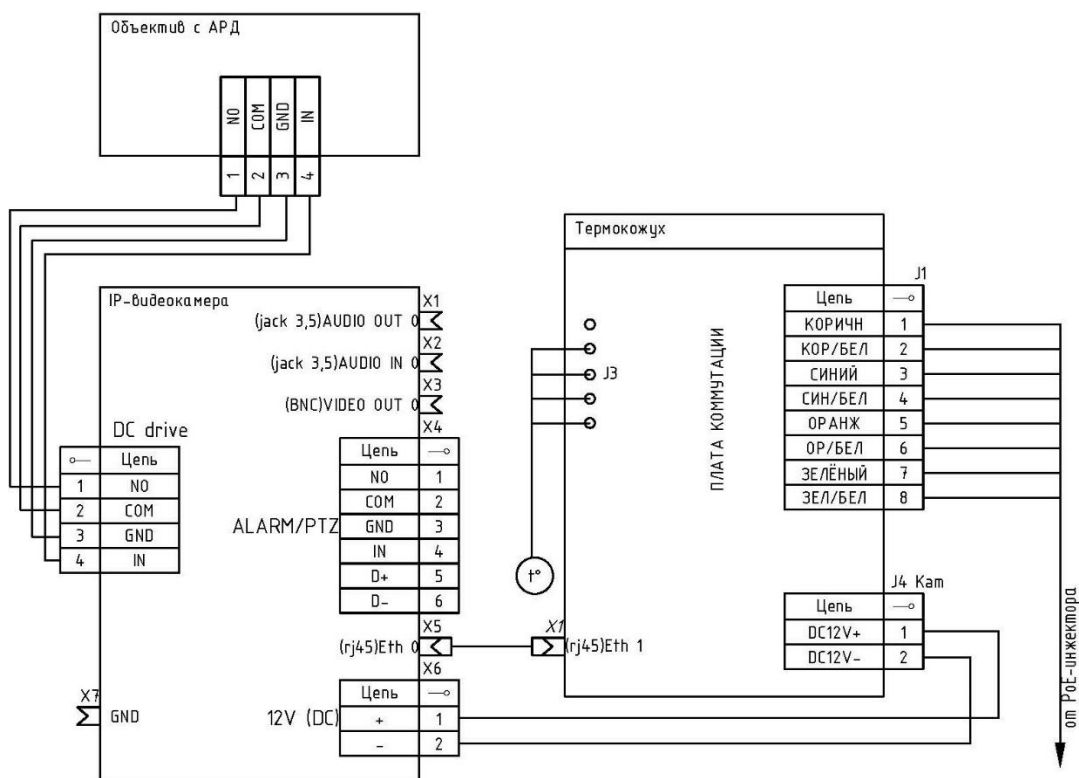 Объектив с АРД
NO
COM
GND
IN
1
2
3
4
Термокожух
J1
Цепь
КОРИЧН 1
КОР/БЕЛ 2
СИНИЙ 3
СИН/БЕЛ 4
ОРАНЖ 5
ОР/БЕЛ 6
ЗЕЛЁНЫЙ 7
ЗЕЛ/БЕЛ 8
J3
ПЛАТА КОММУТАЦИИ
t°
J4 Kam
Цепь
DC12V+ 1
DC12V- 2
X1
(rj45)Eth 1
от PoE-инжектора
IP-видеокамера
X1
(jack 3,5)AUDIO OUT 0
X2
(jack 3,5)AUDIO IN 0
X3
(BNC)VIDEO OUT 0
X4
DC drive
Цепь
1 NO
2 COM
3 GND
4 IN
ALARM/PTZ
Цепь
NO 1
COM 2
GND 3
IN 4
D+ 5
D- 6
X5
(rj45)Eth 0
X6
X7
GND
12V (DC)
Цепь
+ 1
- 2